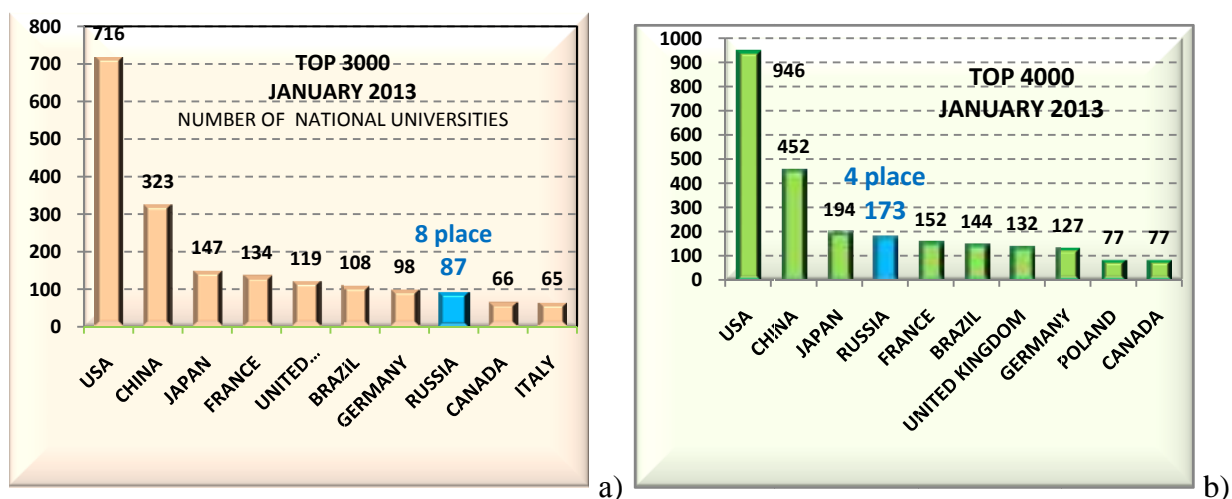 800
700
600
500
400
300
200
100
0
716
323
147
134
119
108
98
87
66
65
TOP 3000
JANUARY 2013
NUMBER OF NATIONAL UNIVERSITIES
8 place
USA
CHINA
JAPAN
FRANCE
UNITED...
BRAZIL
GERMANY
RUSSIA
CANADA
ITALY
a)
1000
900
800
700
600
500
400
300
200
100
0
946
452
194
173
152
144
132
127
77
77
TOP 4000
JANUARY 2013
4 place
USA
CHINA
JAPAN
RUSSIA
FRANCE
BRAZIL
UNITED KINGDOM
GERMANY
POLAND
CANADA
b)